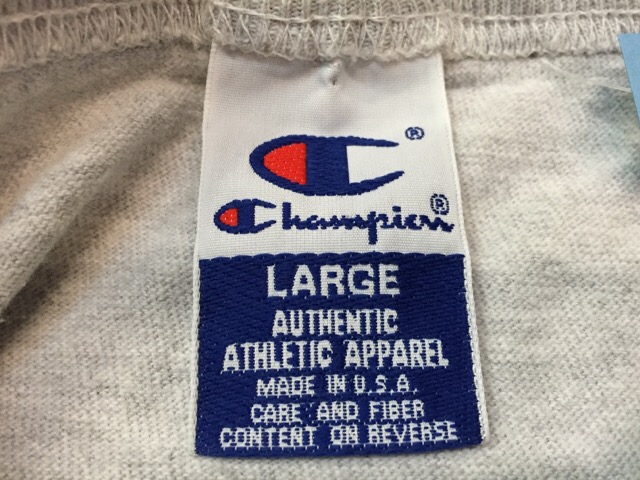 C®
Champion®
LARGE
AUTHENTIC
ATHLETIC APPAREL
MADE IN U.S.A.
CARE AND FIBER
CONTENT ON REVERSE